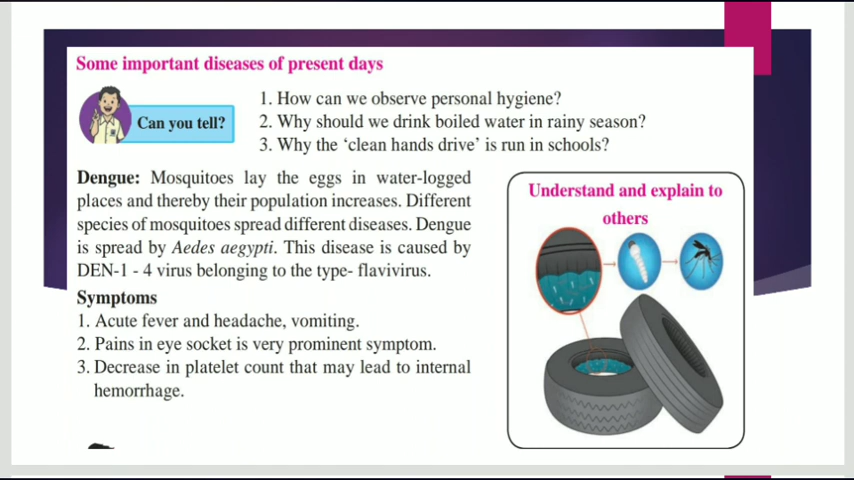 Some important diseases of present days
Can you tell?
1. How can we observe personal hygiene?
2. Why should we drink boiled water in rainy season?
3. Why the ‘clean hands drive’ is run in schools?
Dengue: Mosquitoes lay the eggs in water-logged
places and thereby their population increases. Different
species of mosquitoes spread different diseases. Dengue
is spread by Aedes aegypti. This disease is caused by
DEN-1 - 4 virus belonging to the type- flavivirus.
Symptoms
1. Acute fever and headache, vomiting.
2. Pains in eye socket is very prominent symptom.
3. Decrease in platelet count that may lead to internal
hemorrhage.
Understand and explain to
others